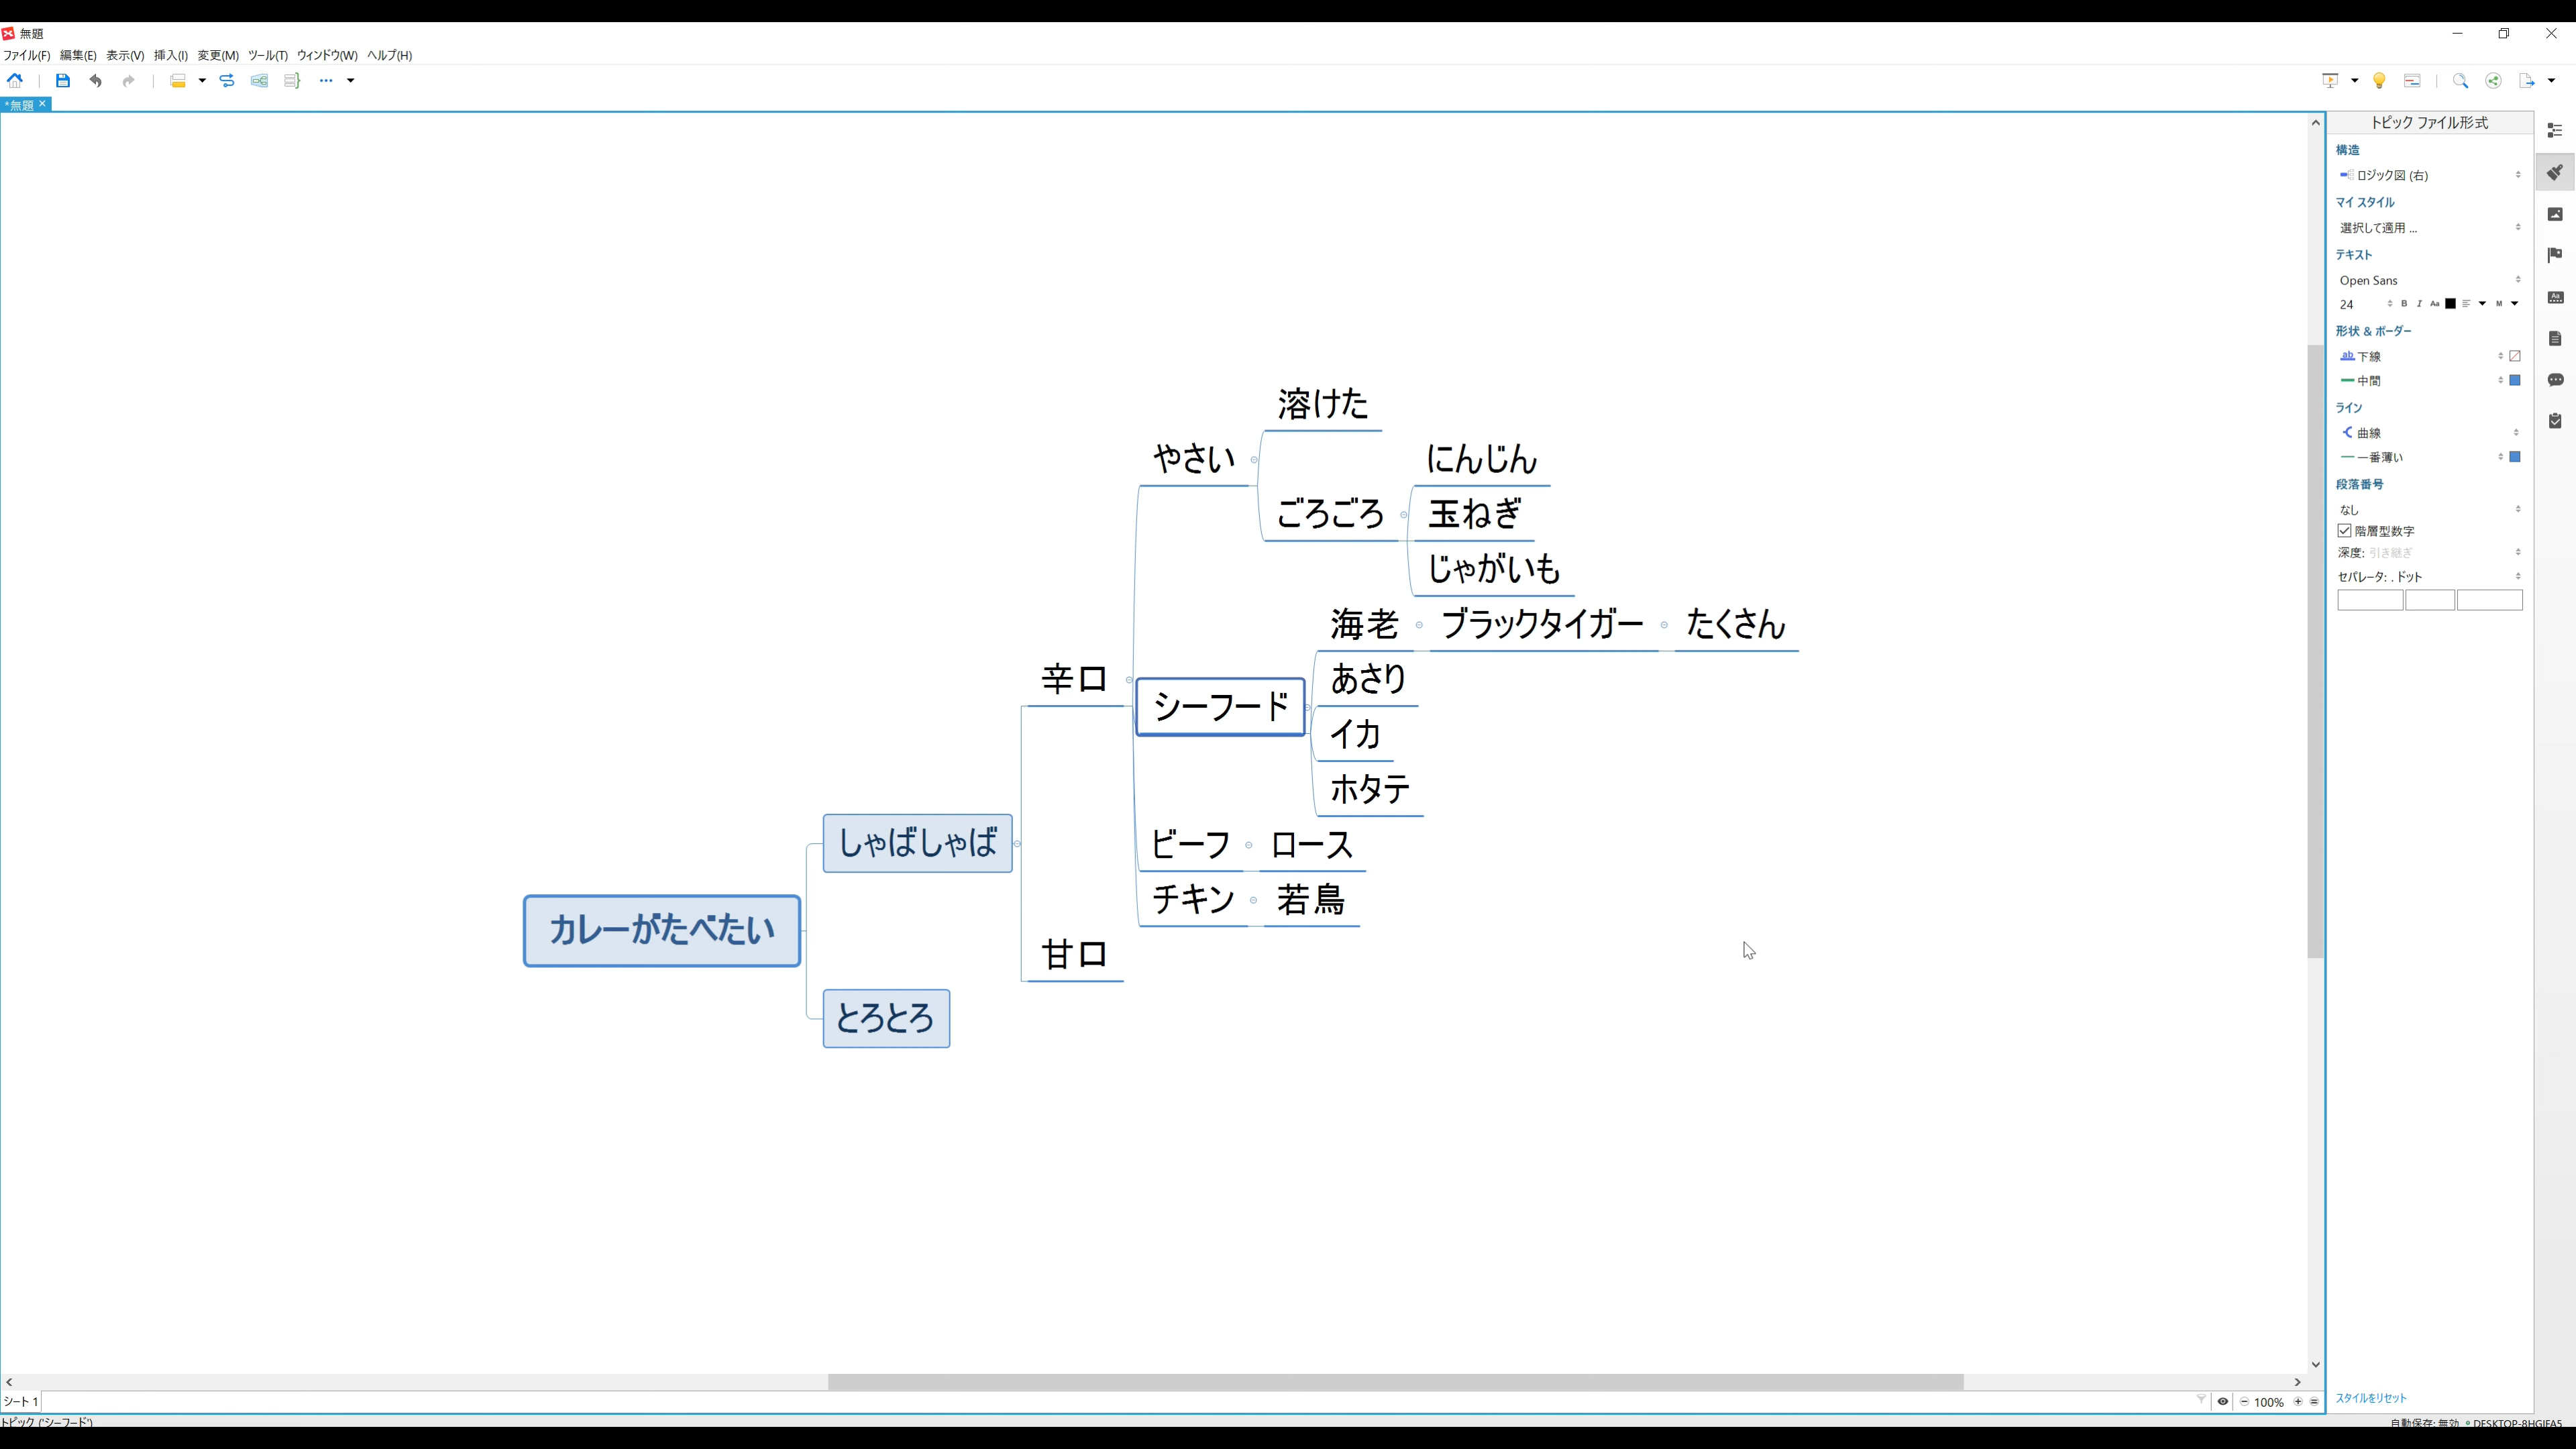 無題
ファイル(F) 編集(E) 表示(V) 挿入(I) 変更(M) ツール(T) ウィンドウ(W) ヘルプ(H)
*無題
トピック ファイル形式
構造
ロジック図 (右)
マイ スタイル
選択して適用 ...
テキスト
Open Sans
24 B I Aa M
形状 & ボーダー
ab 下線
中間
ライン
曲線
一番薄い
段落番号
なし
階層型数字
深度: 引き継ぎ
セパレータ: . ドット
溶けた
やさい
にんじん
ごろごろ
玉ねぎ
じゃがいも
海老
ブラックタイガー
たくさん
辛口
シーフード
あさり
イカ
ホタテ
しゃばしゃば
ビーフ
ロース
チキン
若鳥
カレーがたべたい
甘口
とろとろ
スタイルをリセット
シート 1
100%
トピック ('シーフード')
自動保存: 無効
DESKTOP-8HGIFA5